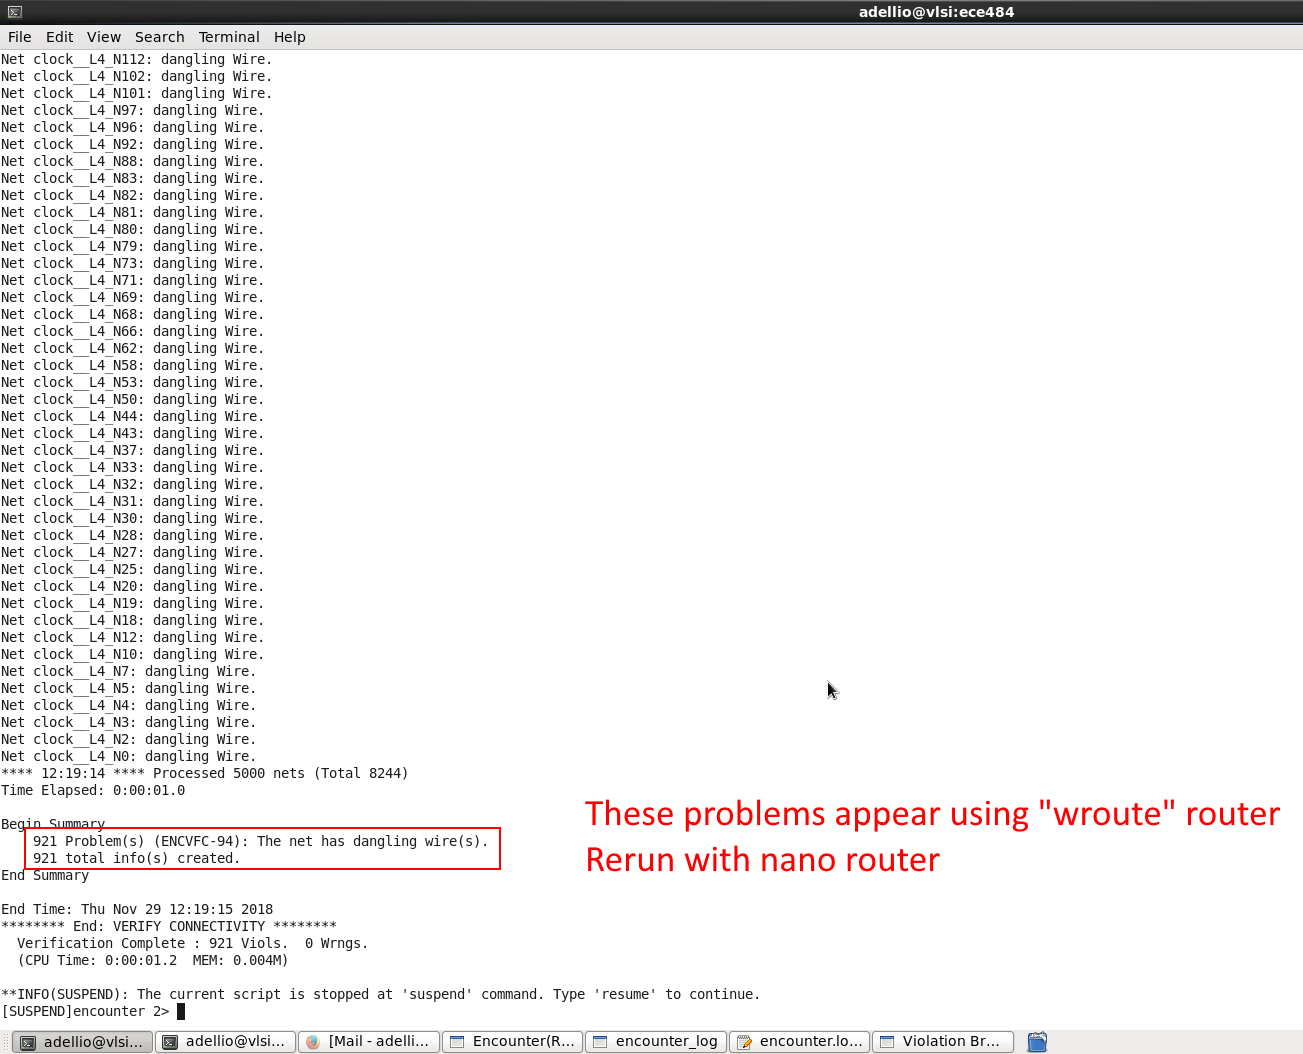 adellio@vlsi:ece484
File Edit View Search Terminal Help
Net clock__L4_N112: dangling Wire.
Net clock__L4_N102: dangling Wire.
Net clock__L4_N101: dangling Wire.
Net clock__L4_N97: dangling Wire.
Net clock__L4_N96: dangling Wire.
Net clock__L4_N92: dangling Wire.
Net clock__L4_N88: dangling Wire.
Net clock__L4_N83: dangling Wire.
Net clock__L4_N82: dangling Wire.
Net clock__L4_N81: dangling Wire.
Net clock__L4_N80: dangling Wire.
Net clock__L4_N79: dangling Wire.
Net clock__L4_N73: dangling Wire.
Net clock__L4_N71: dangling Wire.
Net clock__L4_N69: dangling Wire.
Net clock__L4_N68: dangling Wire.
Net clock__L4_N66: dangling Wire.
Net clock__L4_N62: dangling Wire.
Net clock__L4_N58: dangling Wire.
Net clock__L4_N53: dangling Wire.
Net clock__L4_N50: dangling Wire.
Net clock__L4_N44: dangling Wire.
Net clock__L4_N43: dangling Wire.
Net clock__L4_N37: dangling Wire.
Net clock__L4_N33: dangling Wire.
Net clock__L4_N32: dangling Wire.
Net clock__L4_N31: dangling Wire.
Net clock__L4_N30: dangling Wire.
Net clock__L4_N28: dangling Wire.
Net clock__L4_N27: dangling Wire.
Net clock__L4_N25: dangling Wire.
Net clock__L4_N20: dangling Wire.
Net clock__L4_N19: dangling Wire.
Net clock__L4_N18: dangling Wire.
Net clock__L4_N12: dangling Wire.
Net clock__L4_N10: dangling Wire.
Net clock__L4_N7: dangling Wire.
Net clock__L4_N5: dangling Wire.
Net clock__L4_N4: dangling Wire.
Net clock__L4_N3: dangling Wire.
Net clock__L4_N2: dangling Wire.
Net clock__L4_N0: dangling Wire.
**** 12:19:14 **** Processed 5000 nets (Total 8244)
Time Elapsed: 0:00:01.0
Begin Summary
921 Problem(s) (ENCVFC-94): The net has dangling wire(s).
921 total info(s) created.
End Summary
These problems appear using "wroute" router
Rerun with nano router
End Time: Thu Nov 29 12:19:15 2018
******** End: VERIFY CONNECTIVITY ********
Verification Complete : 921 Viols. 0 Wrngs.
(CPU Time: 0:00:01.2 MEM: 0.004M)
**INFO(SUSPEND): The current script is stopped at 'suspend' command. Type 'resume' to continue.
[SUSPEND]encounter 2>
adellio@vlsi... adellio@vlsi... [Mail - adelli... Encounter(R... encounter_log encounter.lo... Violation Br...